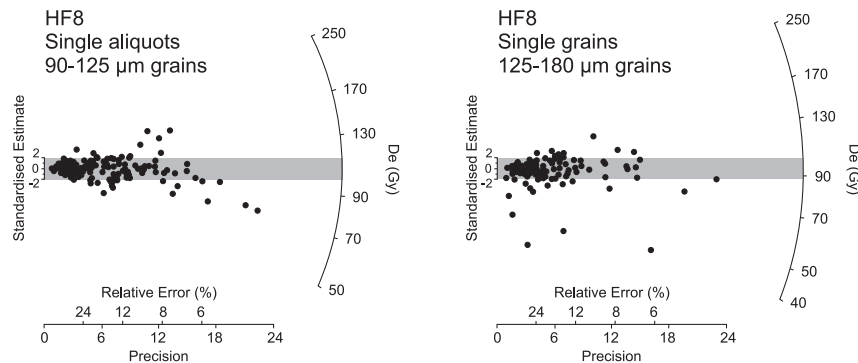 HF8
Single aliquots
90-125 µm grains
250
170
130
90
70
50
De (Gy)
Standardised Estimate
2
0
-2
Relative Error (%)
24 12 8 6
0 6 12 18 24
Precision
HF8
Single grains
125-180 µm grains
250
170
130
90
70
50
40
De (Gy)
Standardised Estimate
2
0
-2
Relative Error (%)
24 12 8 6
0 6 12 18 24
Precision